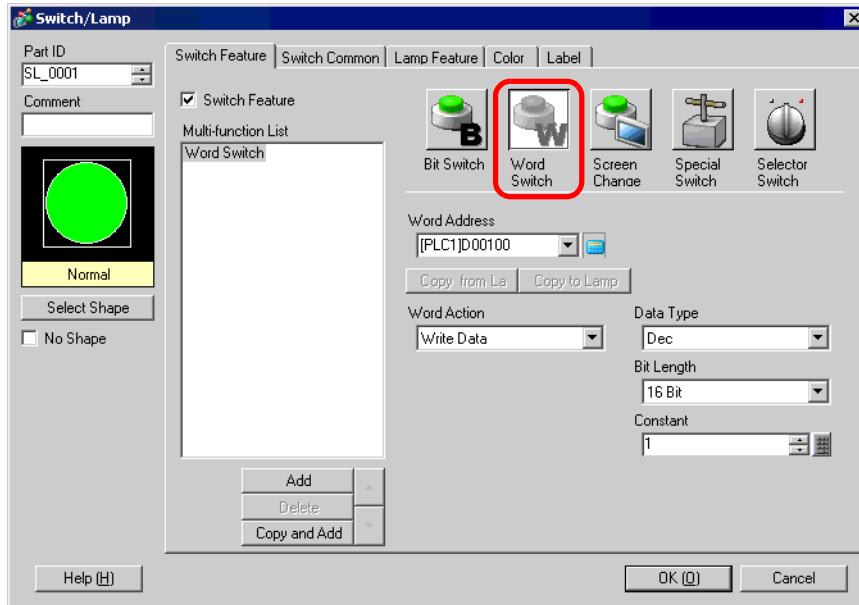 Switch/Lamp
Part ID
SL_0001
Comment
Normal
Select Shape
No Shape
Switch Feature
Switch Common
Lamp Feature
Color
Label
Switch Feature
Multi-function List
Word Switch
Add
Delete
Copy and Add
B
Bit Switch
W
Word
Switch
Screen
Change
Special
Switch
Selector
Switch
Word Address
[PLC1]D00100
Copy from La
Copy to Lamp
Word Action
Write Data
Data Type
Dec
Bit Length
16 Bit
Constant
1
Help (H)
OK (O)
Cancel